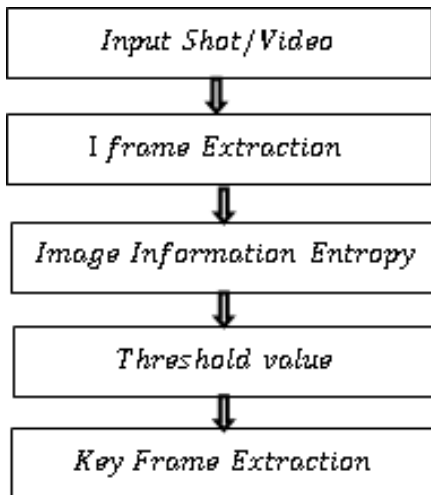 Input Shot/Video
I frame Extraction
Image Information Entropy
Threshold value
Key Frame Extraction